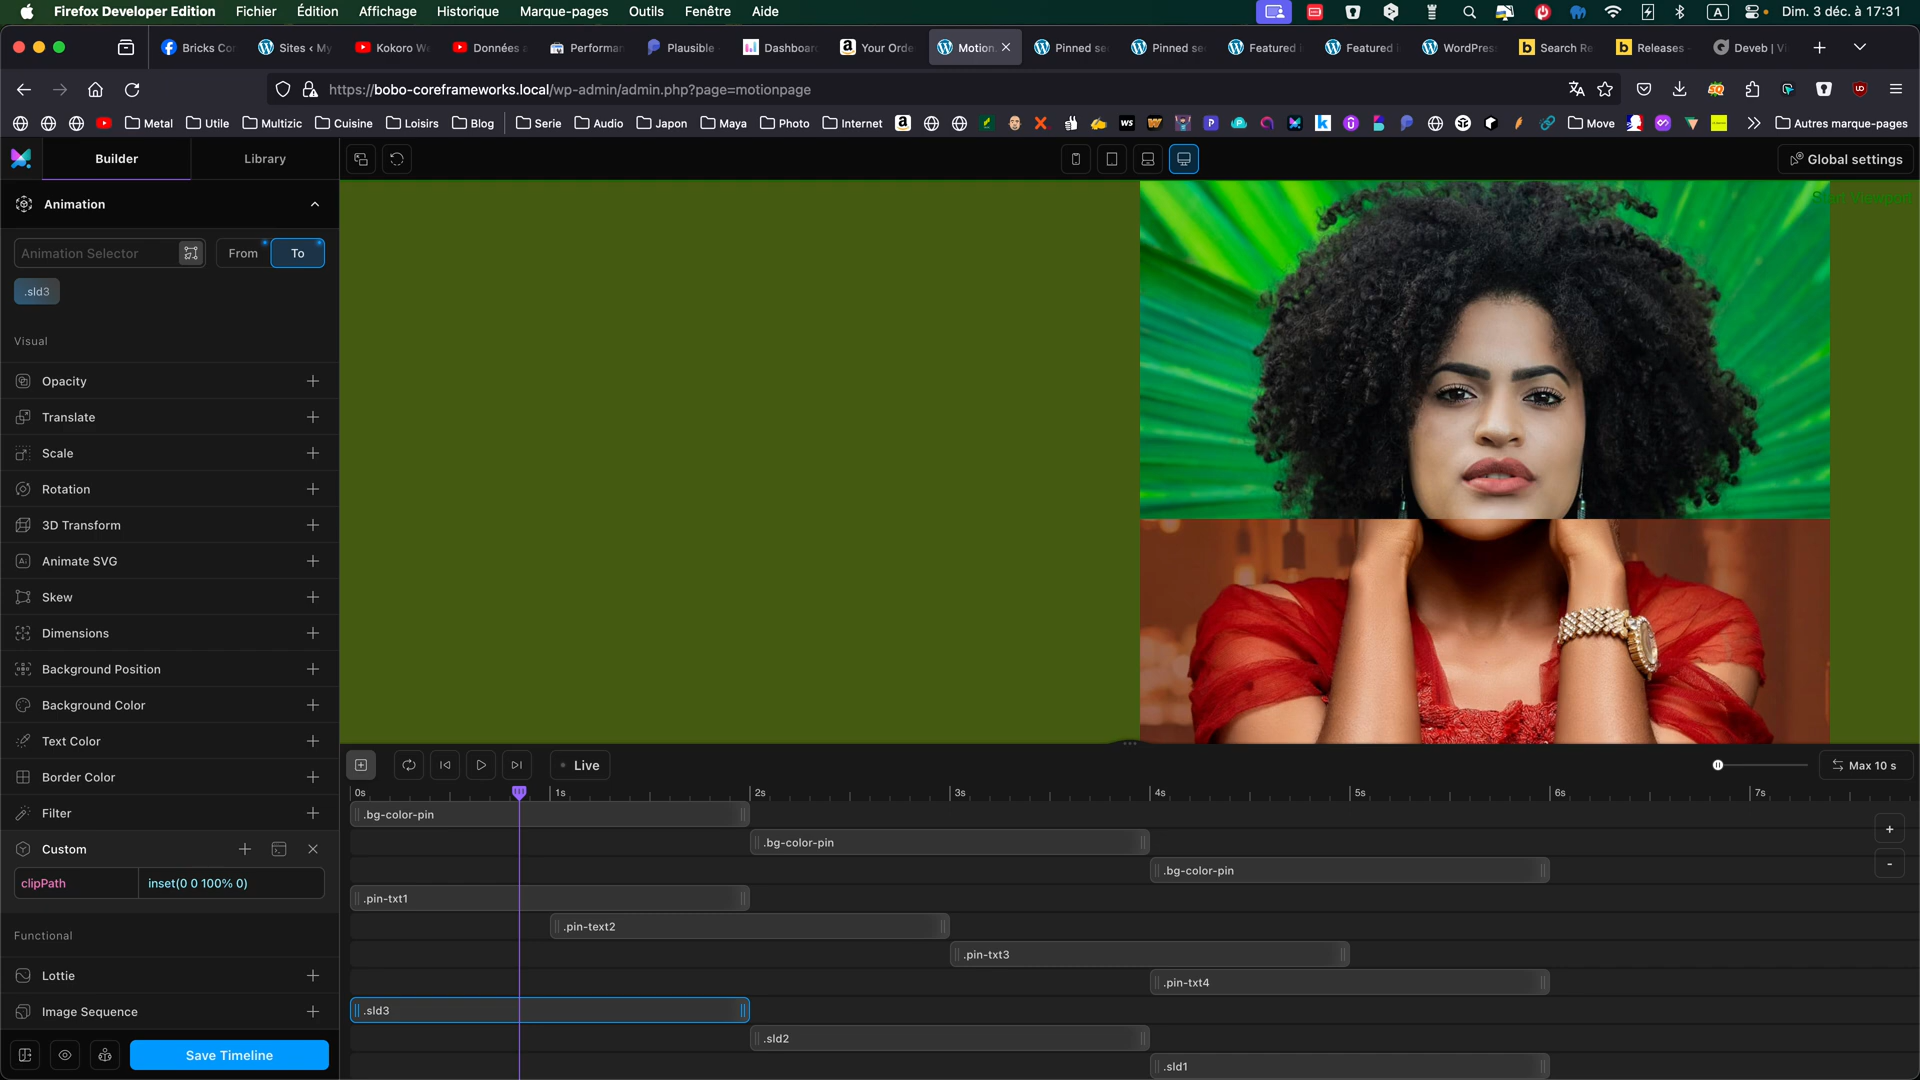 Firefox Developer Edition Fichier Édition Affichage Historique Marque-pages Outils Fenêtre Aide
A Dim. 3 déc. à 17:31
Bricks Co Sites ‹ My Kokoro W Données Performan Plausible Dashboar Your Orde Motion Pinned se Pinned se Featured Featured WordPres Search Re Releases Deveb | V
https://bobo-coreframeworks.local/wp-admin/admin.php?page=motionpage
Metal Utile Multizic Cuisine Loisirs Blog Serie Audio Japon Maya Photo Internet Move Autres marque-pages
Builder Library Global settings
Animation
Animation Selector From To
.sld3
Visual
Opacity
Translate
Scale
Rotation
3D Transform
Animate SVG
Skew
Dimensions
Background Position
Background Color
Text Color
Border Color
Filter
Custom
clipPath inset(0 0 100% 0)
Functional
Lottie
Image Sequence
Save Timeline
Live Max 10 s
0s 1s 2s 3s 4s 5s 6s 7s
.bg-color-pin
.bg-color-pin
.bg-color-pin
.pin-txt1
.pin-text2
.pin-txt3
.pin-txt4
.sld3
.sld2
.sld1